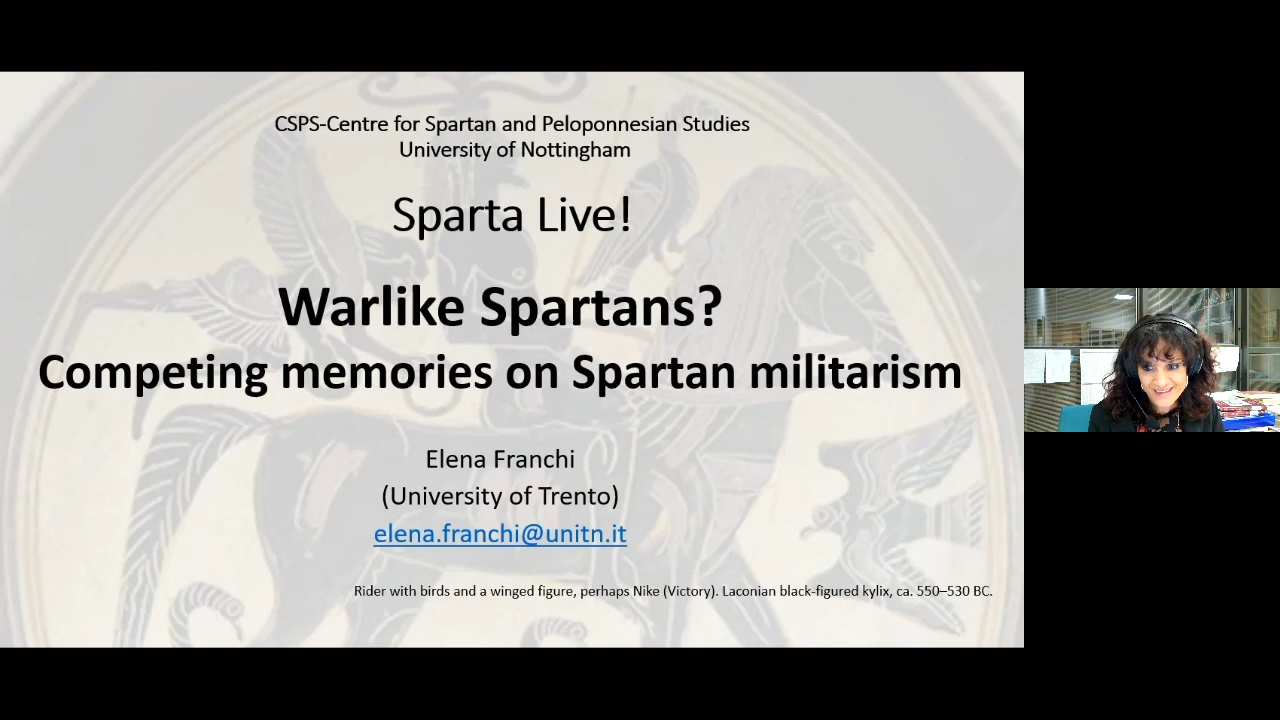 CSPS-Centre for Spartan and Peloponnesian Studies
University of Nottingham
Sparta Live!
Warlike Spartans?
Competing memories on Spartan militarism
Elena Franchi
(University of Trento)
elena.franchi@unitn.it
Rider with birds and a winged figure, perhaps Nike (Victory). Laconian black-figured kylix, ca. 550–530 BC.